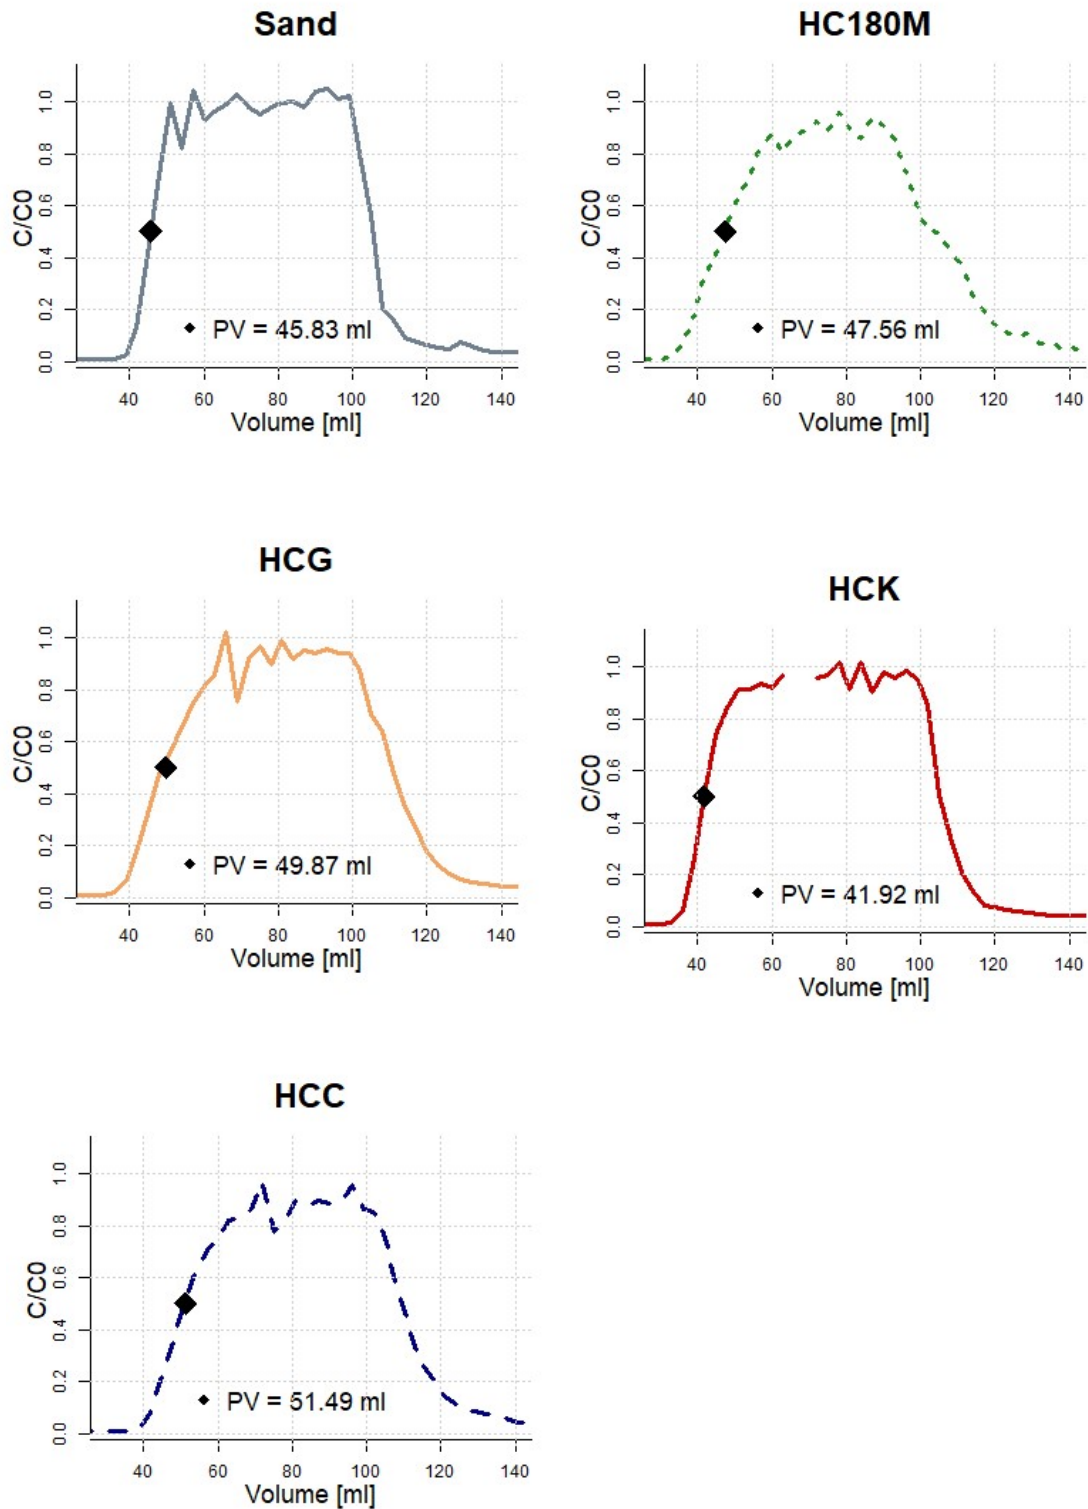 Sand
C/C0
1.0
0.8
0.6
0.4
0.2
0.0
PV = 45.83 ml
40 60 80 100 120 140
Volume [ml]
HC180M
C/C0
1.0
0.8
0.6
0.4
0.2
0.0
PV = 47.56 ml
40 60 80 100 120 140
Volume [ml]
HCG
C/C0
1.0
0.8
0.6
0.4
0.2
0.0
PV = 49.87 ml
40 60 80 100 120 140
Volume [ml]
HCK
C/C0
1.0
0.8
0.6
0.4
0.2
0.0
PV = 41.92 ml
40 60 80 100 120 140
Volume [ml]
HCC
C/C0
1.0
0.8
0.6
0.4
0.2
0.0
PV = 51.49 ml
40 60 80 100 120 140
Volume [ml]